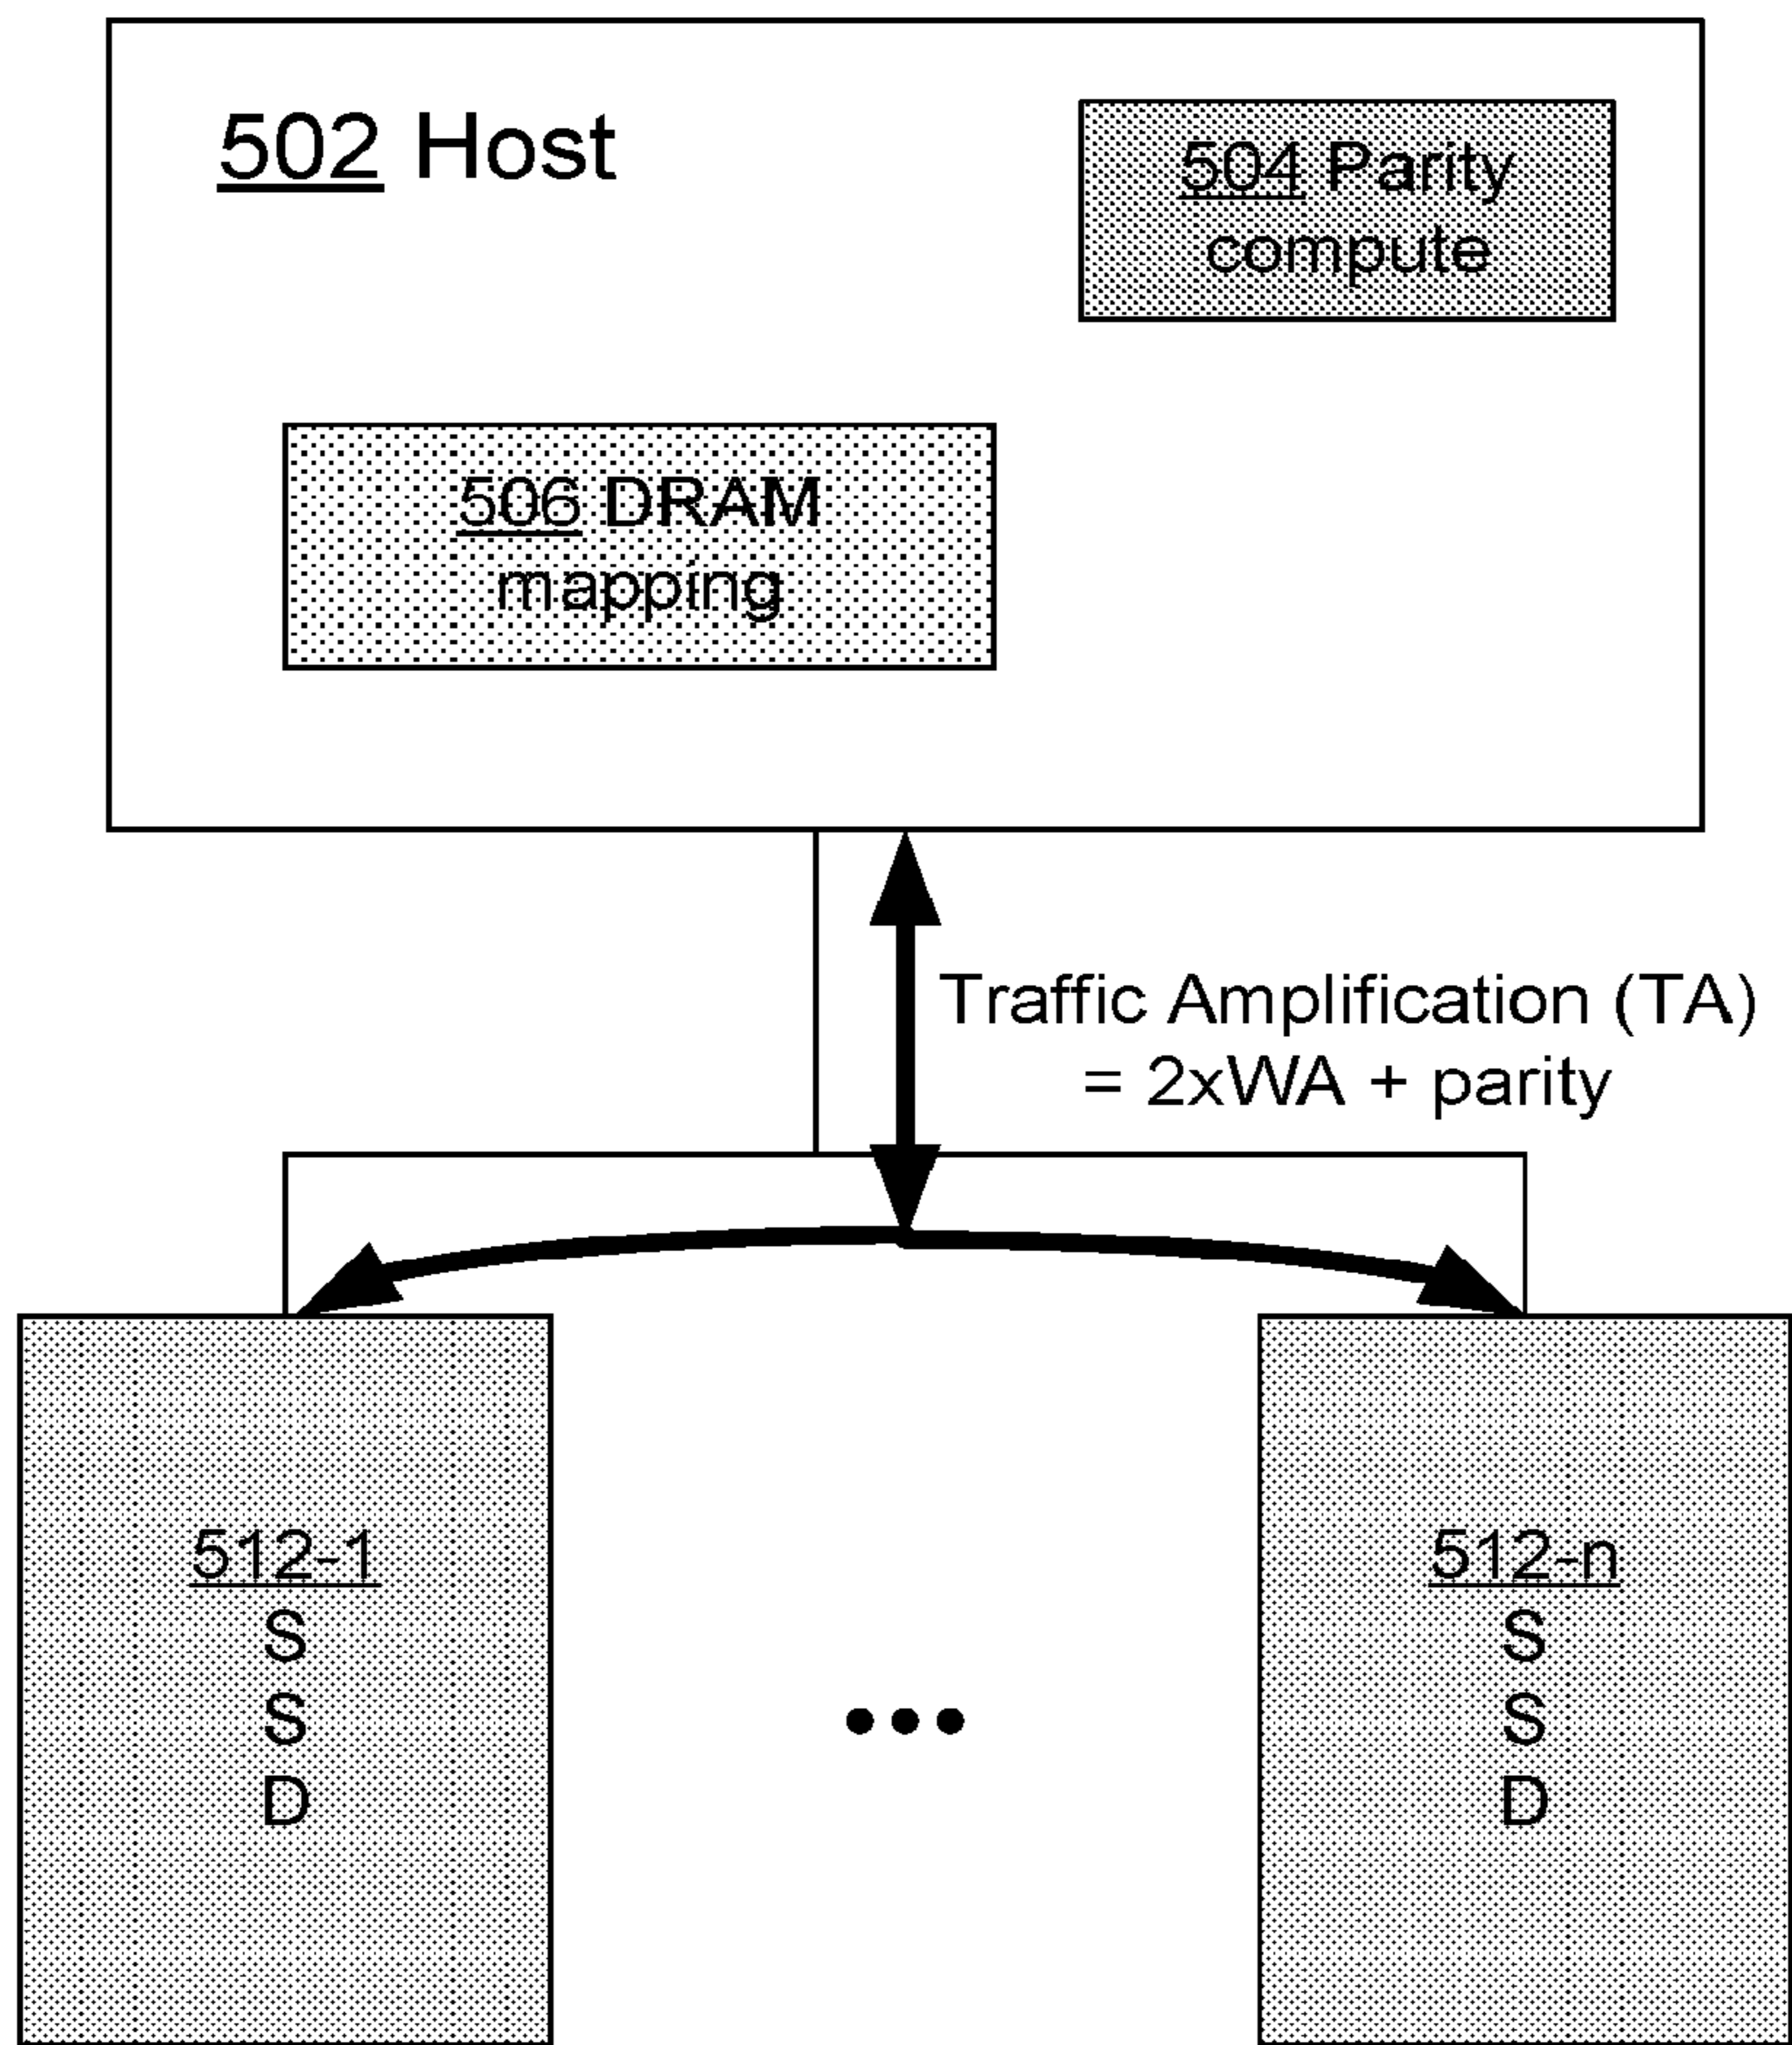 502 Host
504 Parity
compute
506 DRAM
mapping
Traffic Amplification (TA)
= 2xWA + parity
512-1
S
S
D
512-n
S
S
D